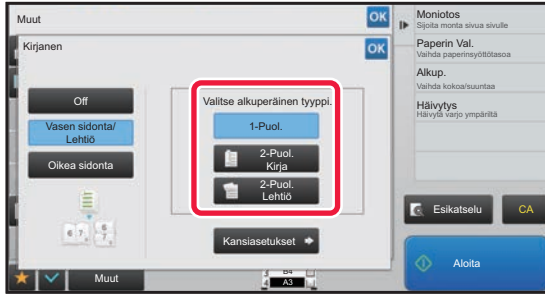 Muut
OK
Kirjanen
OK
Off
Vasen sidonta/
Lehtiö
Oikea sidonta
Valitse alkuperäinen tyyppi.
1-Puol.
2-Puol.
Kirja
2-Puol.
Lehtiö
Kansiasetukset
Muut
A3
Moniotos
Sijoita monta sivua sivulle
Paperin Val.
Vaihda paperinsyöttötasoa
Alkup.
Vaihda kokoa/suuntaa
Häivytys
Häivytä varjo ympäriltä
Esikatselu
CA
Aloita